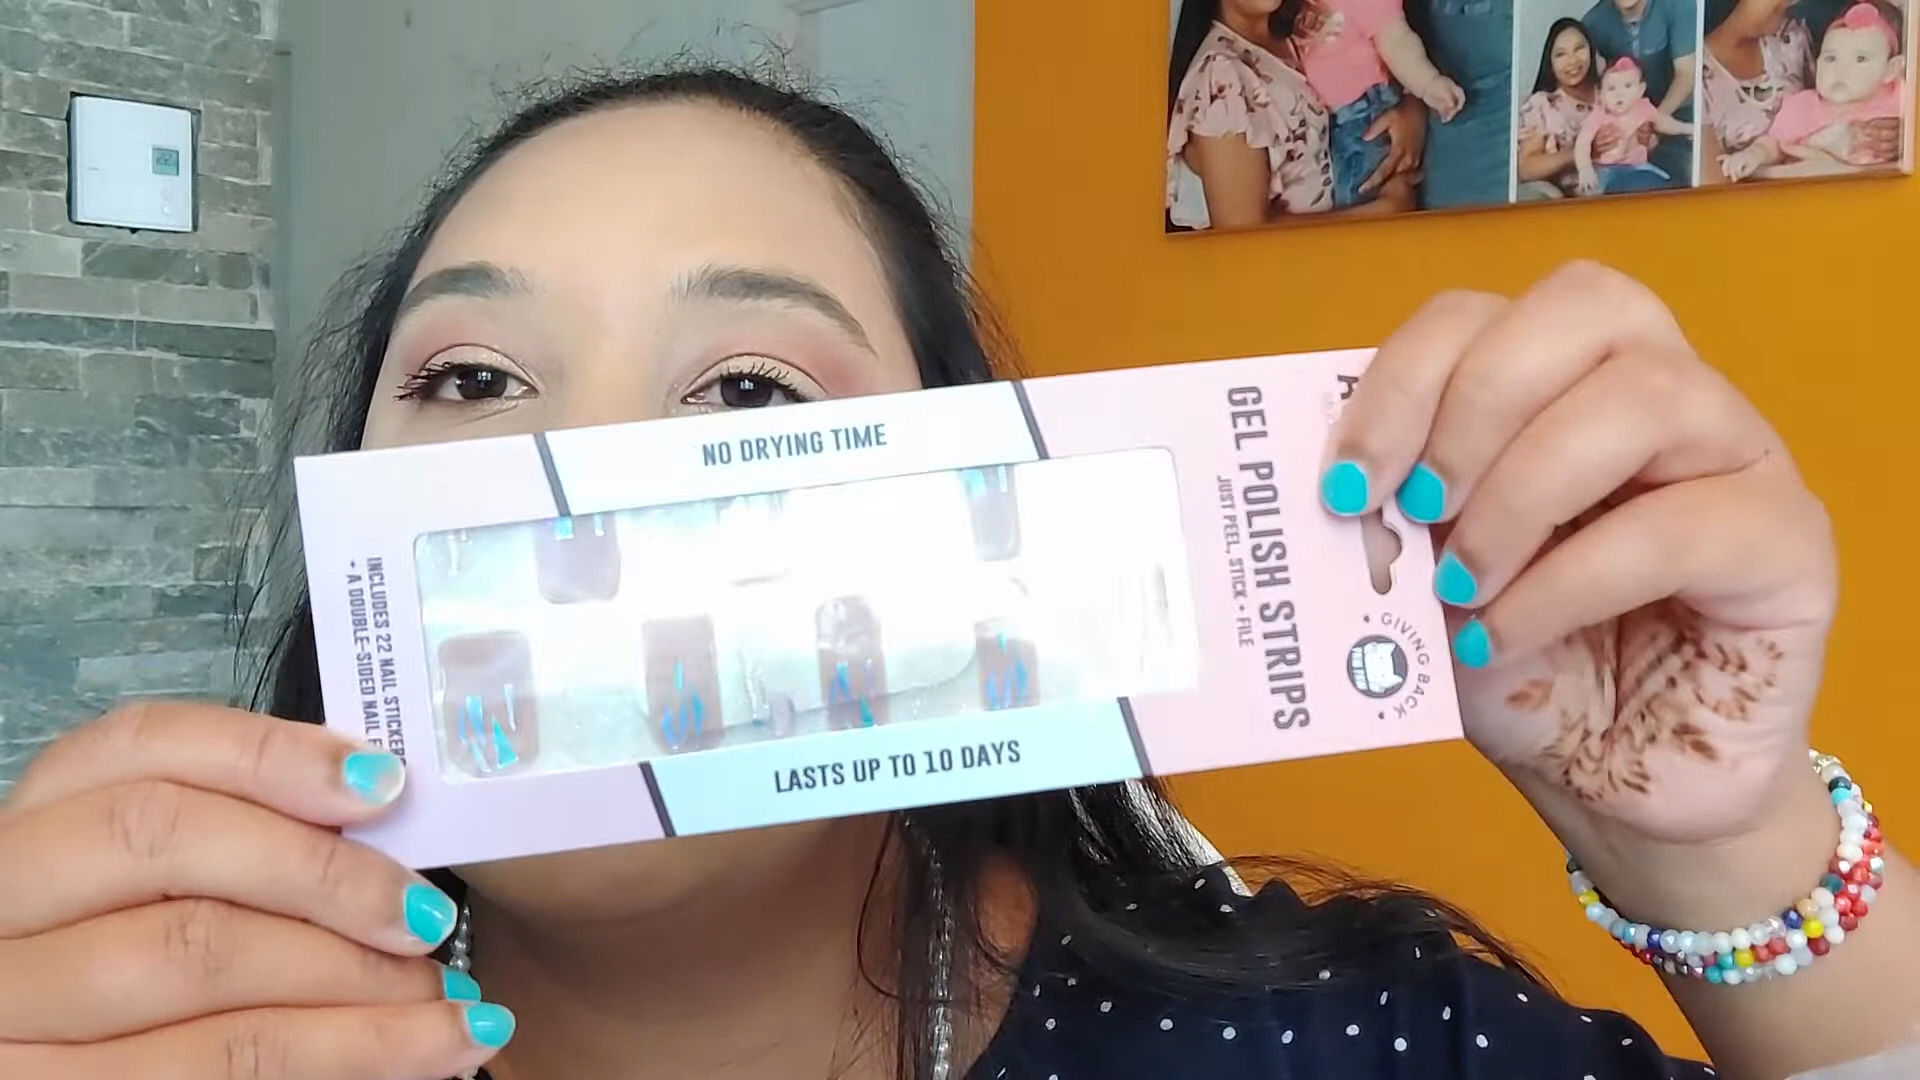 NO DRYING TIME
GEL POLISH STRIPS
JUST PEEL, STICK + FILE
INCLUDES 22 NAIL STICKERS
+ A DOUBLE-SIDED NAIL
LASTS UP TO 10 DAYS
• GIVING BACK •
22